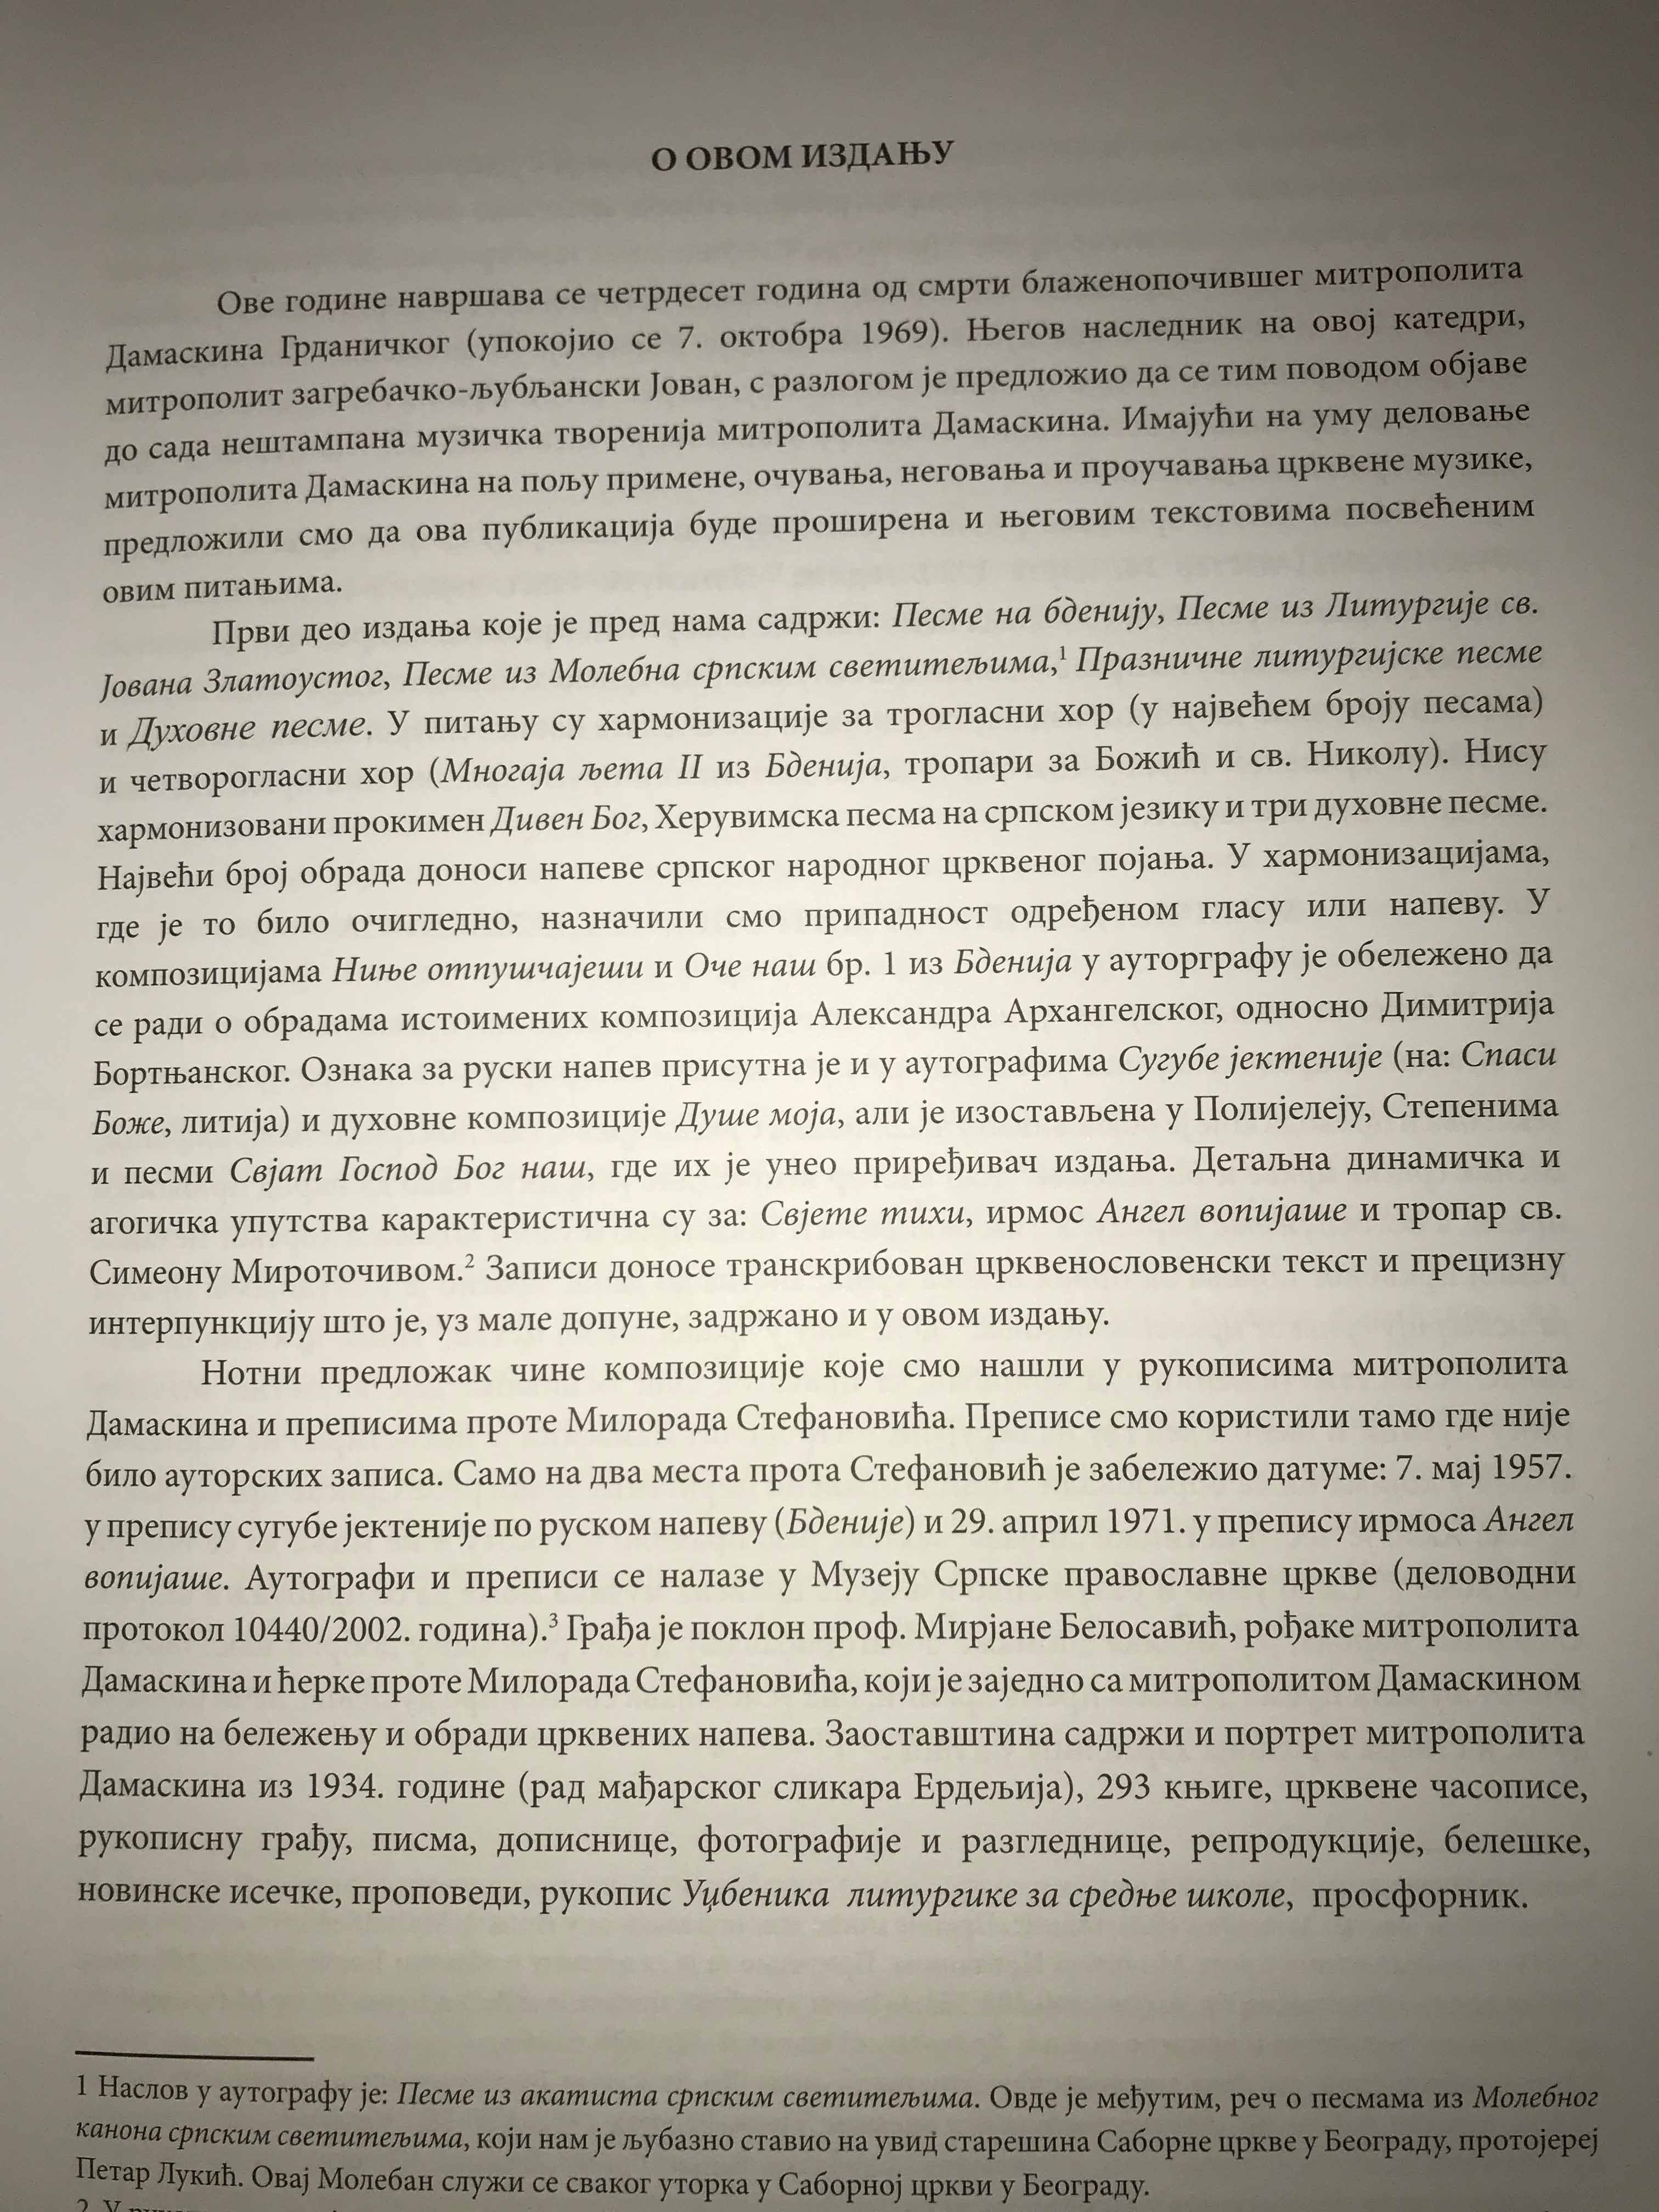 О ОВОМ ИЗДАЊУ
Ове године навршава се четрдесет година од смрти блаженопочившег митрополита
Дамаскина Грданичког (упокојио се 7. октобра 1969). Његов наследник на овој катедри,
митрополит загребачко-љубљански Јован, с разлогом је предложио да се тим поводом објаве
до сада нештампана музичка творенија митрополита Дамаскина. Имајући на уму деловање
митрополита Дамаскина на пољу примене, очувања, неговања и проучавања црквене музике,
предложили смо да ова публикација буде проширена и његовим текстовима посвећеним
овим питањима.
Први део издања које је пред нама садржи: Песме на бденију, Песме из Литургије св.
Јована Златоустог, Песме из Молебна српским светитељима,¹ Празничне литургијске песме
и Духовне песме. У питању су хармонизације за трогласни хор (у највећем броју песама)
и четворогласни хор (Многаја љета II из Бденија, тропари за Божић и св. Николу). Нису
хармонизовани прокимен Дивен Бог, Херувимска песма на српском језику и три духовне песме.
Највећи број обрада доноси напеве српског народног црквеног појања. У хармонизацијама,
где је то било очигледно, назначили смо припадност одређеном гласу или напеву. У
композицијама Ниње отпушчајеши и Оче наш бр. 1 из Бденија у ауторграфу је обележено да
се ради о обрадама истоимених композиција Александра Архангелског, односно Димитрија
Бортњанског. Ознака за руски напев присутна је и у аутографима Сугубе јектеније (на: Спаси
Боже, литија) и духовне композиције Душе моја, али је изостављена у Полијелеју, Степенима
и песми Свјат Господ Бог наш, где их је унео приређивач издања. Детаљна динамичка и
агогичка упутства карактеристична су за: Свјете тихи, ирмос Ангел вопијаше и тропар св.
Симеону Мироточивом.² Записи доносе транскрибован црквенословенски текст и прецизну
интерпункцију што је, уз мале допуне, задржано и у овом издању.
Нотни предложак чине композиције које смо нашли у рукописима митрополита
Дамаскина и преписима проте Милорада Стефановића. Преписе смо користили тамо где није
било ауторских записа. Само на два места прота Стефановић је забележио датуме: 7. мај 1957.
у препису сугубе јектеније по руском напеву (Бденије) и 29. април 1971. у препису ирмоса Ангел
вопијаше. Аутографи и преписи се налазе у Музеју Српске православне цркве (деловодни
протокол 10440/2002. година).³ Грађа је поклон проф. Мирјане Белосавић, рођаке митрополита
Дамаскина и ћерке проте Милорада Стефановића, који је заједно са митрополитом Дамаскином
радио на бележењу и обради црквених напева. Заоставштина садржи и портрет митрополита
Дамаскина из 1934. године (рад мађарског сликара Ердељија), 293 књиге, црквене часописе,
рукописну грађу, писма, дописнице, фотографије и разгледнице, репродукције, белешке,
новинске исечке, проповеди, рукопис Уџбеника литургике за средње школе, просфорник.
1 Наслов у аутографу је: Песме из акатиста српским светитељима. Овде је међутим, реч о песмама из Молебног
канона српским светитељима, који нам је љубазно ставио на увид старешина Саборне цркве у Београду, протојереј
Петар Лукић. Овај Молебан служи се сваког уторка у Саборној цркви у Београду.
2 У